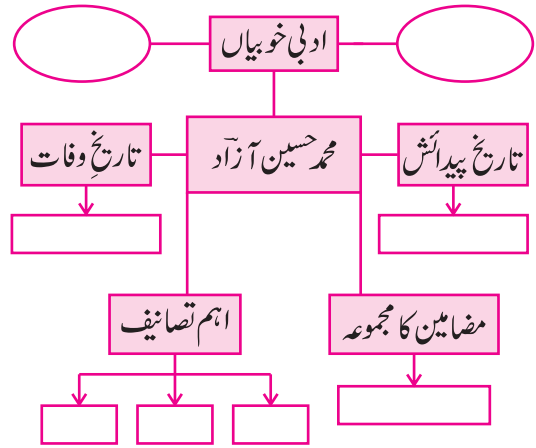 ادبی خوبیاں
تاریخ پیدائش
محمد حسین آزادؔ
تاریخِ وفات
مضامین کا مجموعہ
اہم تصانیف